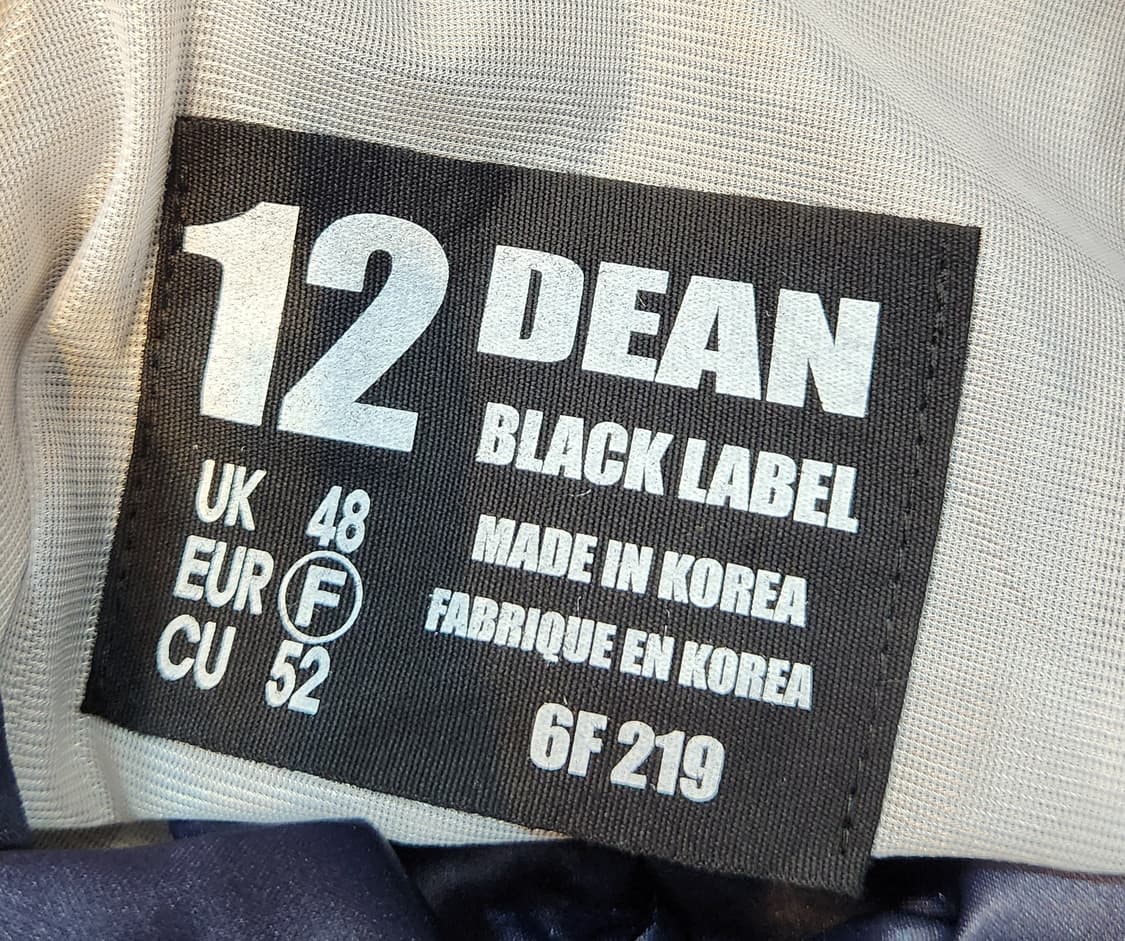 12 DEAN
BLACK LABEL
UK 48
EUR F
CU 52
MADE IN KOREA
FABRIQUE EN KOREA
6F 219